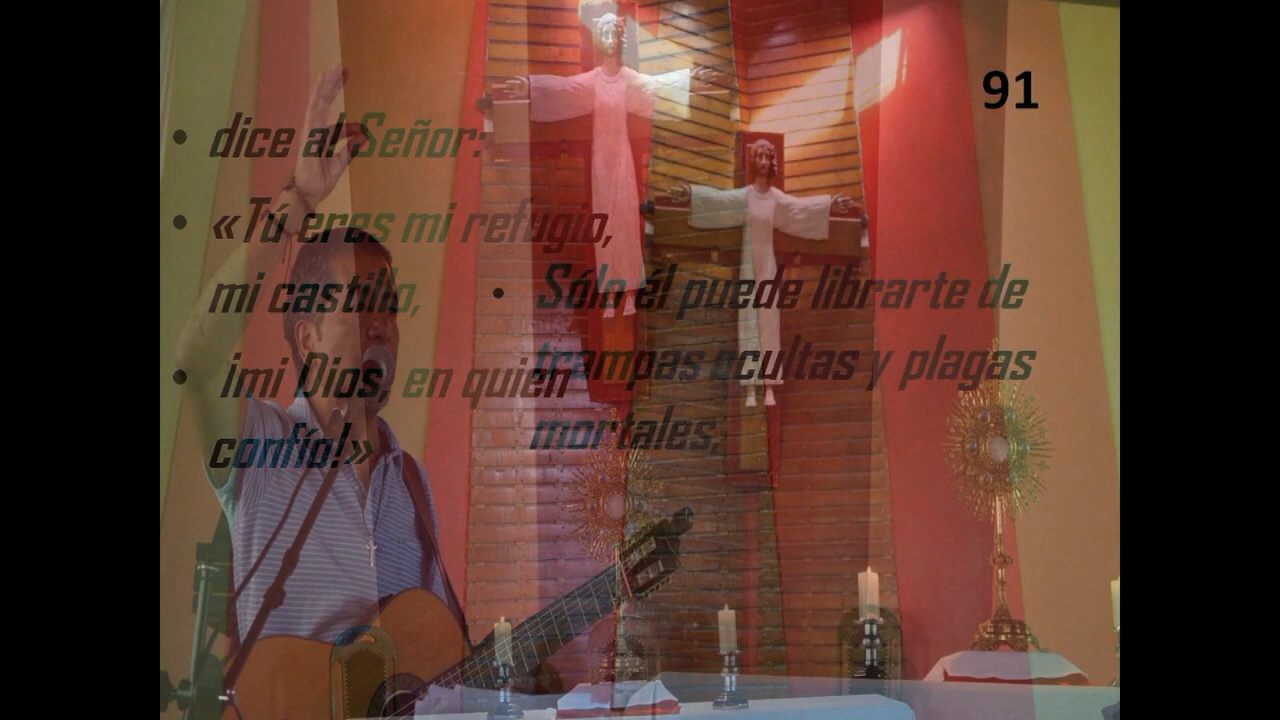 91
• dice al Señor:
• «Tú eres mi refugio,
mi castillo,
• ¡mi Dios, en quien
confío!»
• Sólo él puede librarte de
trampas ocultas y plagas
mortales;